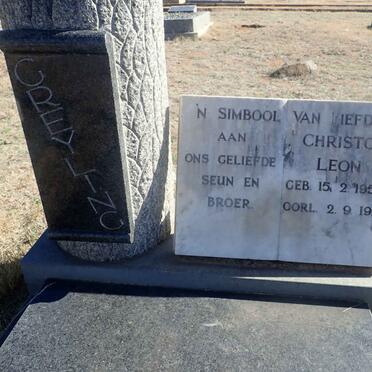 GREYLING
'N SIMBOOL
AAN
ONS GELIEFDE
SEUN EN
BROER.
VAN LIEFD
CHRISTO
LEON
GEB. 15.2.195
OORL. 2.9.19